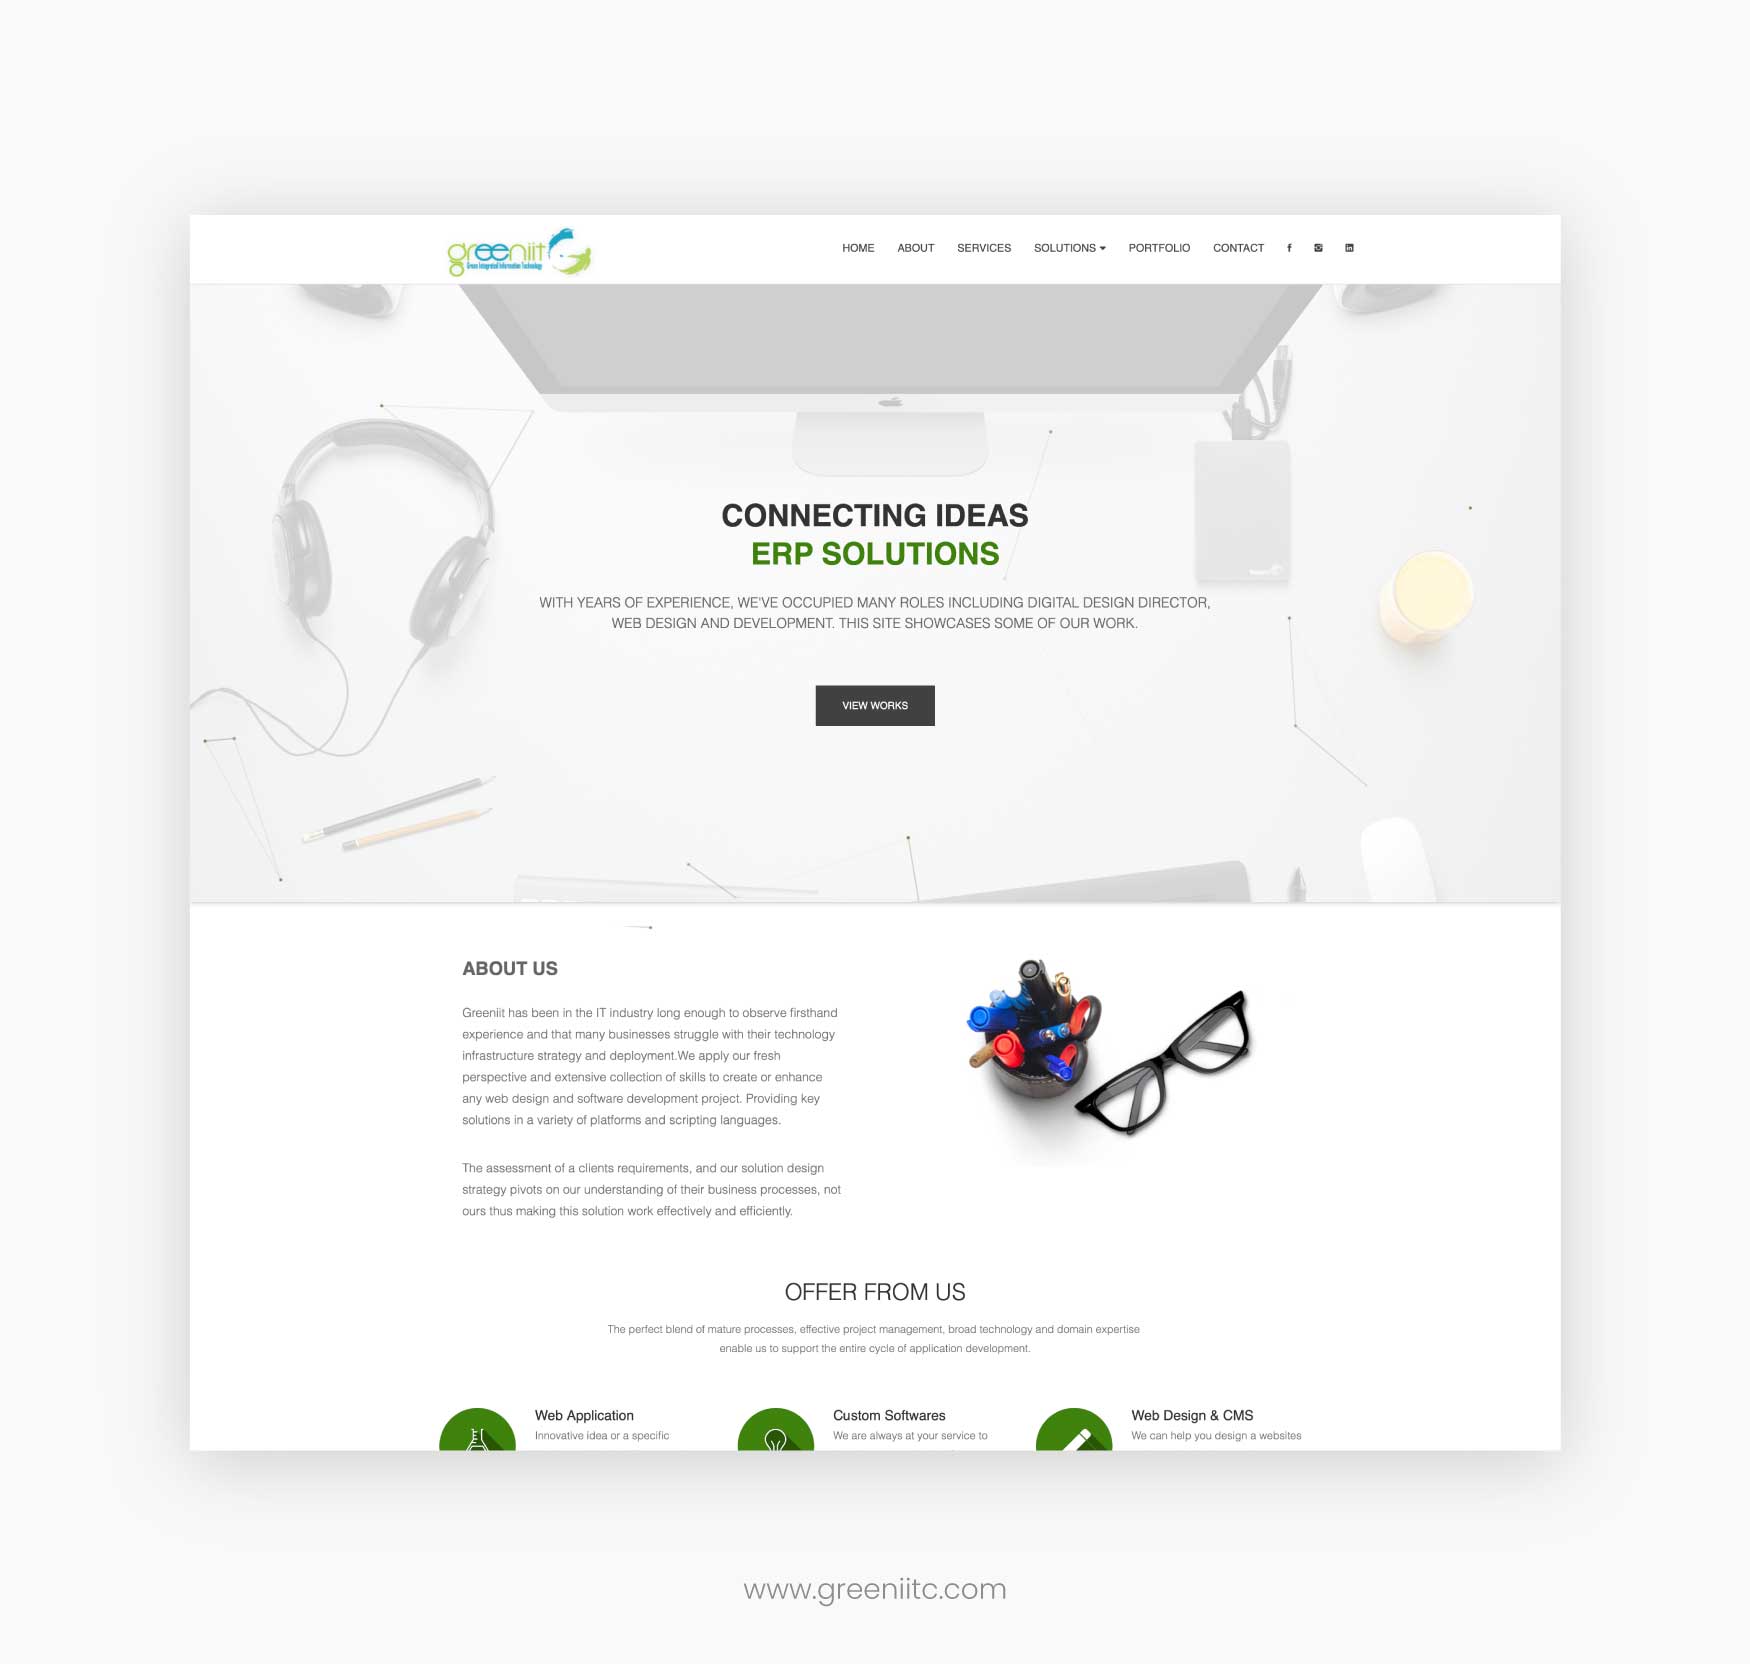 greeniit
Green Integrated Information Technology
HOME ABOUT SERVICES SOLUTIONS PORTFOLIO CONTACT
CONNECTING IDEAS
ERP SOLUTIONS
WITH YEARS OF EXPERIENCE, WE'VE OCCUPIED MANY ROLES INCLUDING DIGITAL DESIGN DIRECTOR,
WEB DESIGN AND DEVELOPMENT. THIS SITE SHOWCASES SOME OF OUR WORK.
VIEW WORKS
ABOUT US
Greeniit has been in the IT industry long enough to observe firsthand
experience and that many businesses struggle with their technology
infrastructure strategy and deployment.We apply our fresh
perspective and extensive collection of skills to create or enhance
any web design and software development project. Providing key
solutions in a variety of platforms and scripting languages.
The assessment of a clients requirements, and our solution design
strategy pivots on our understanding of their business processes, not
ours thus making this solution work effectively and efficiently.
OFFER FROM US
The perfect blend of mature processes, effective project management, broad technology and domain expertise
enable us to support the entire cycle of application development.
Web Application
Innovative idea or a specific
Custom Softwares
We are always at your service to
Web Design & CMS
We can help you design a websites
www.greeniitc.com